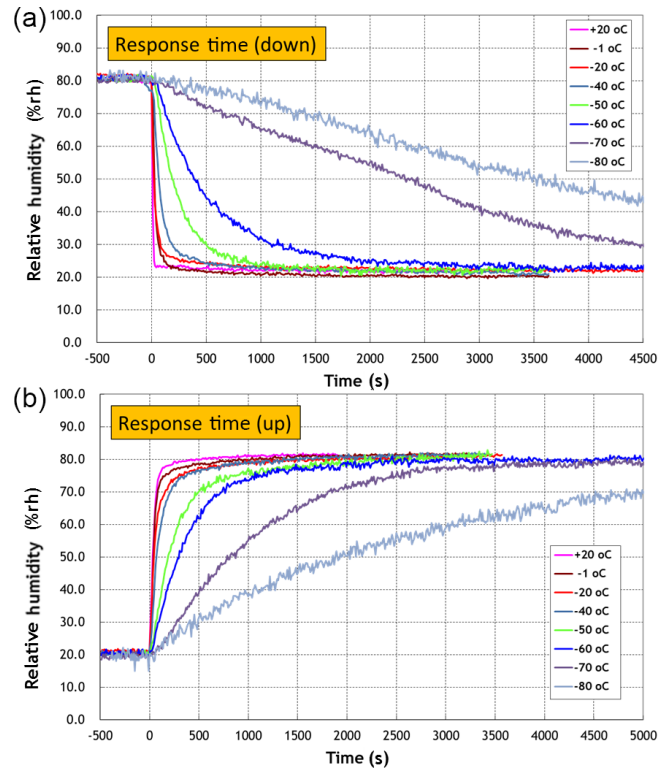 (a)
Response time (down)
Relative humidity (%rh)
100.0
90.0
80.0
70.0
60.0
50.0
40.0
30.0
20.0
10.0
0.0
+20 oC
-1 oC
-20 oC
-40 oC
-50 oC
-60 oC
-70 oC
-80 oC
-500 0 500 1000 1500 2000 2500 3000 3500 4000 4500
Time (s)
(b)
Response time (up)
Relative humidity (%rh)
100.0
90.0
80.0
70.0
60.0
50.0
40.0
30.0
20.0
10.0
0.0
+20 oC
-1 oC
-20 oC
-40 oC
-50 oC
-60 oC
-70 oC
-80 oC
-500 0 500 1000 1500 2000 2500 3000 3500 4000 4500 5000
Time (s)